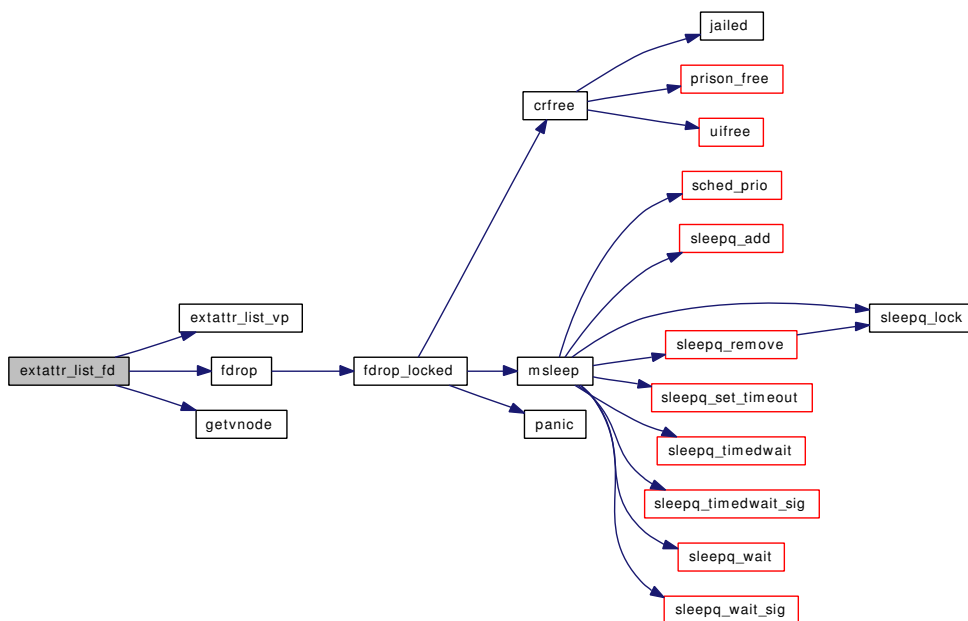 jailed
prison_free
crfree
uifree
sched_prio
sleepq_add
extattr_list_vp
sleepq_lock
sleepq_remove
extattr_list_fd
fdrop
fdrop_locked
msleep
sleepq_set_timeout
getvnode
panic
sleepq_timedwait
sleepq_timedwait_sig
sleepq_wait
sleepq_wait_sig